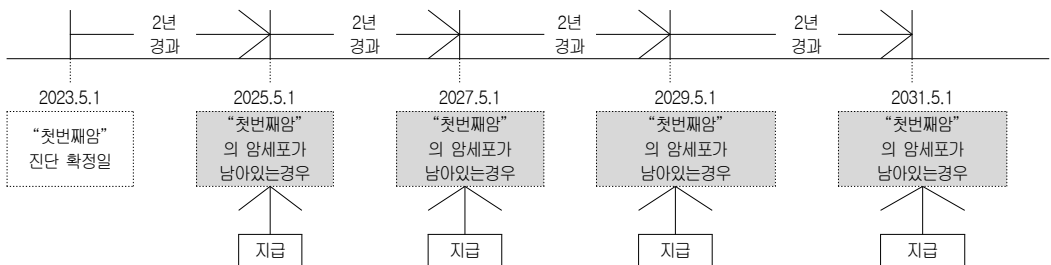 2년
경과
2년
경과
2년
경과
2년
경과
2023.5.1
2025.5.1
2027.5.1
2029.5.1
2031.5.1
“첫번째암”
진단 확정일
“첫번째암”
의 암세포가
남아있는경우
“첫번째암”
의 암세포가
남아있는경우
“첫번째암”
의 암세포가
남아있는경우
“첫번째암”
의 암세포가
남아있는경우
지급
지급
지급
지급